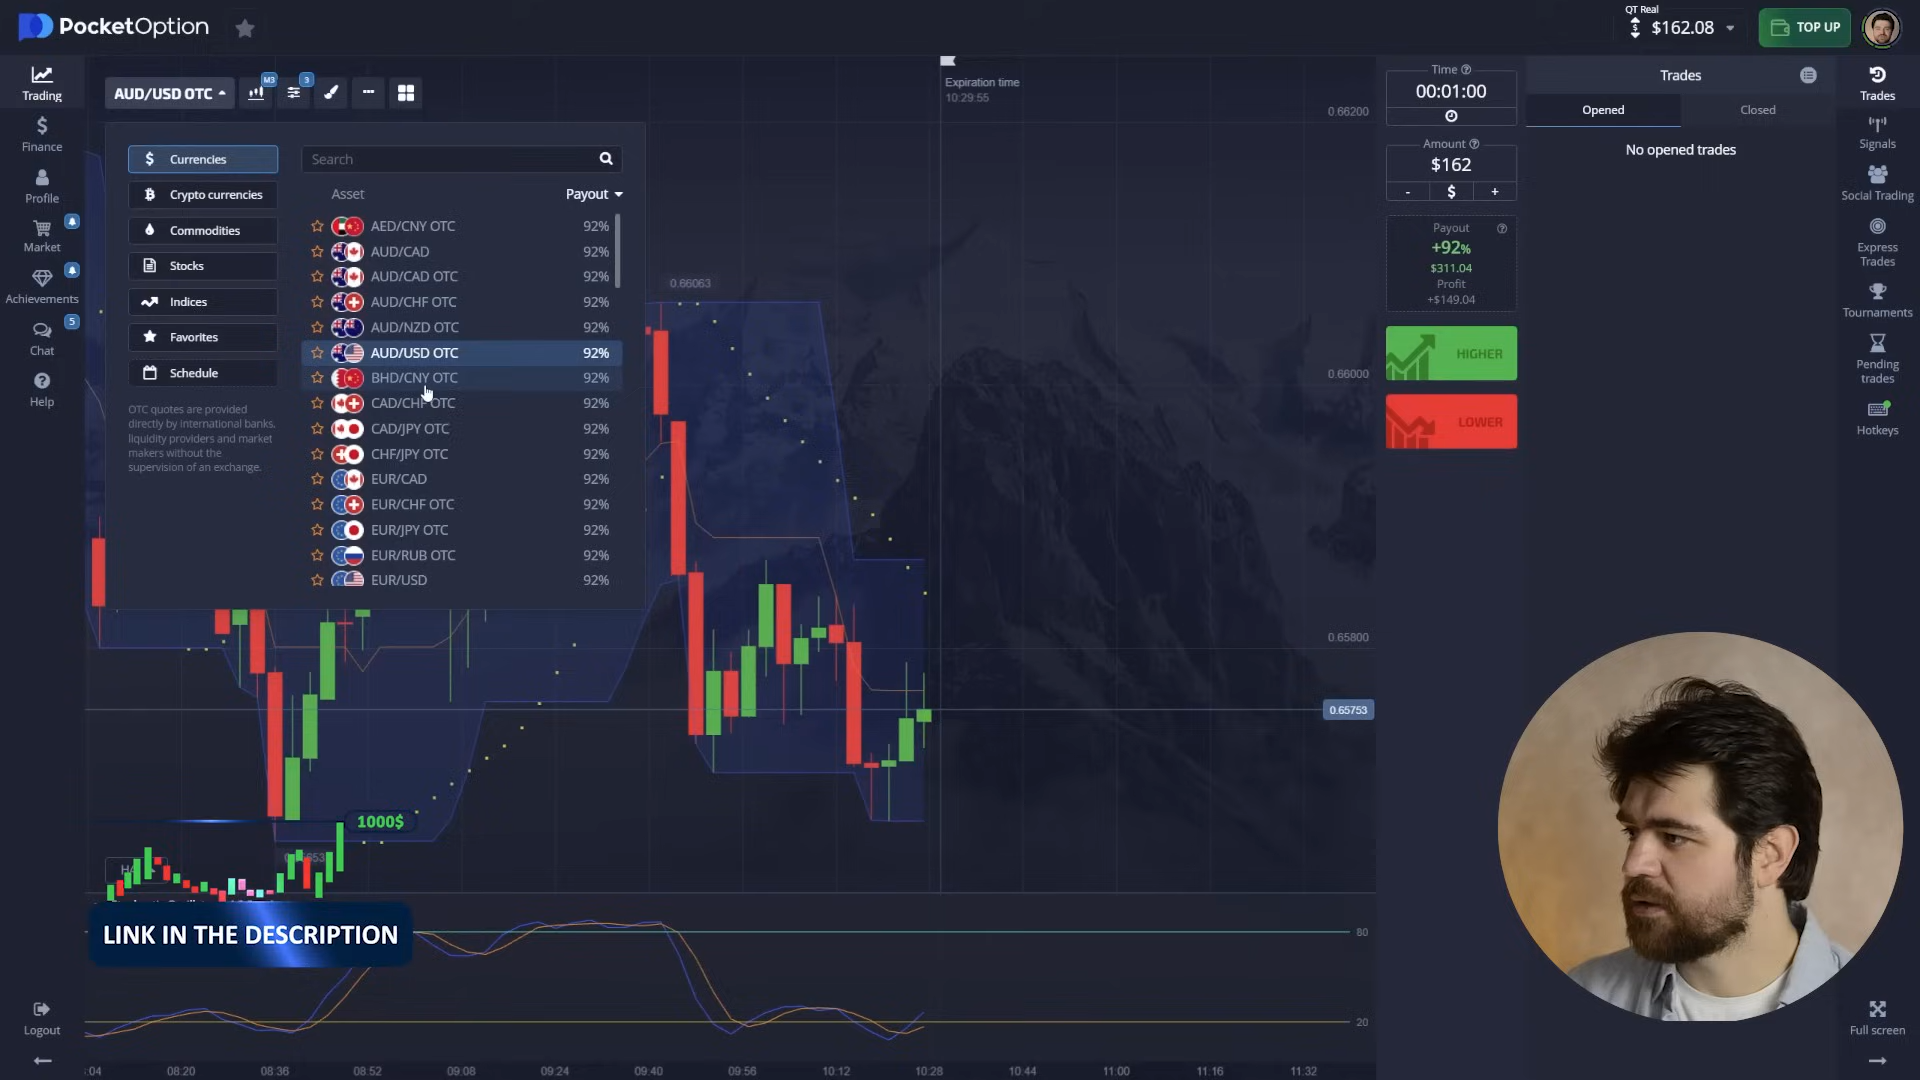 PocketOption
QT Real
$162.08
TOP UP
Trading
Finance
Profile
Market
Achievements
5
Chat
Help
Logout
AUD/USD OTC
M3
3
Currencies
Crypto currencies
Commodities
Stocks
Indices
Favorites
Schedule
OTC quotes are provided
directly by international banks,
liquidity providers and market
makers without the
supervision of an exchange.
Search
Asset
Payout
AED/CNY OTC 92%
AUD/CAD 92%
AUD/CAD OTC 92%
AUD/CHF OTC 92%
AUD/NZD OTC 92%
AUD/USD OTC 92%
BHD/CNY OTC 92%
CAD/CHF OTC 92%
CAD/JPY OTC 92%
CHF/JPY OTC 92%
EUR/CAD 92%
EUR/CHF OTC 92%
EUR/JPY OTC 92%
EUR/RUB OTC 92%
EUR/USD 92%
Expiration time
10:29:55
0.66200
0.66063
0.66000
0.65800
0.65753
1000$
LINK IN THE DESCRIPTION
80
20
:04 08:20 08:36 08:52 09:08 09:24 09:40 09:56 10:12 10:28 10:44 11:00 11:16 11:32
Time
00:01:00
Amount
$162
- $ +
Payout
+92%
$311.04
Profit
+$149.04
HIGHER
LOWER
Trades
Opened
Closed
No opened trades
Trades
Signals
Social Trading
Express
Trades
Tournaments
Pending
trades
Hotkeys
Full screen